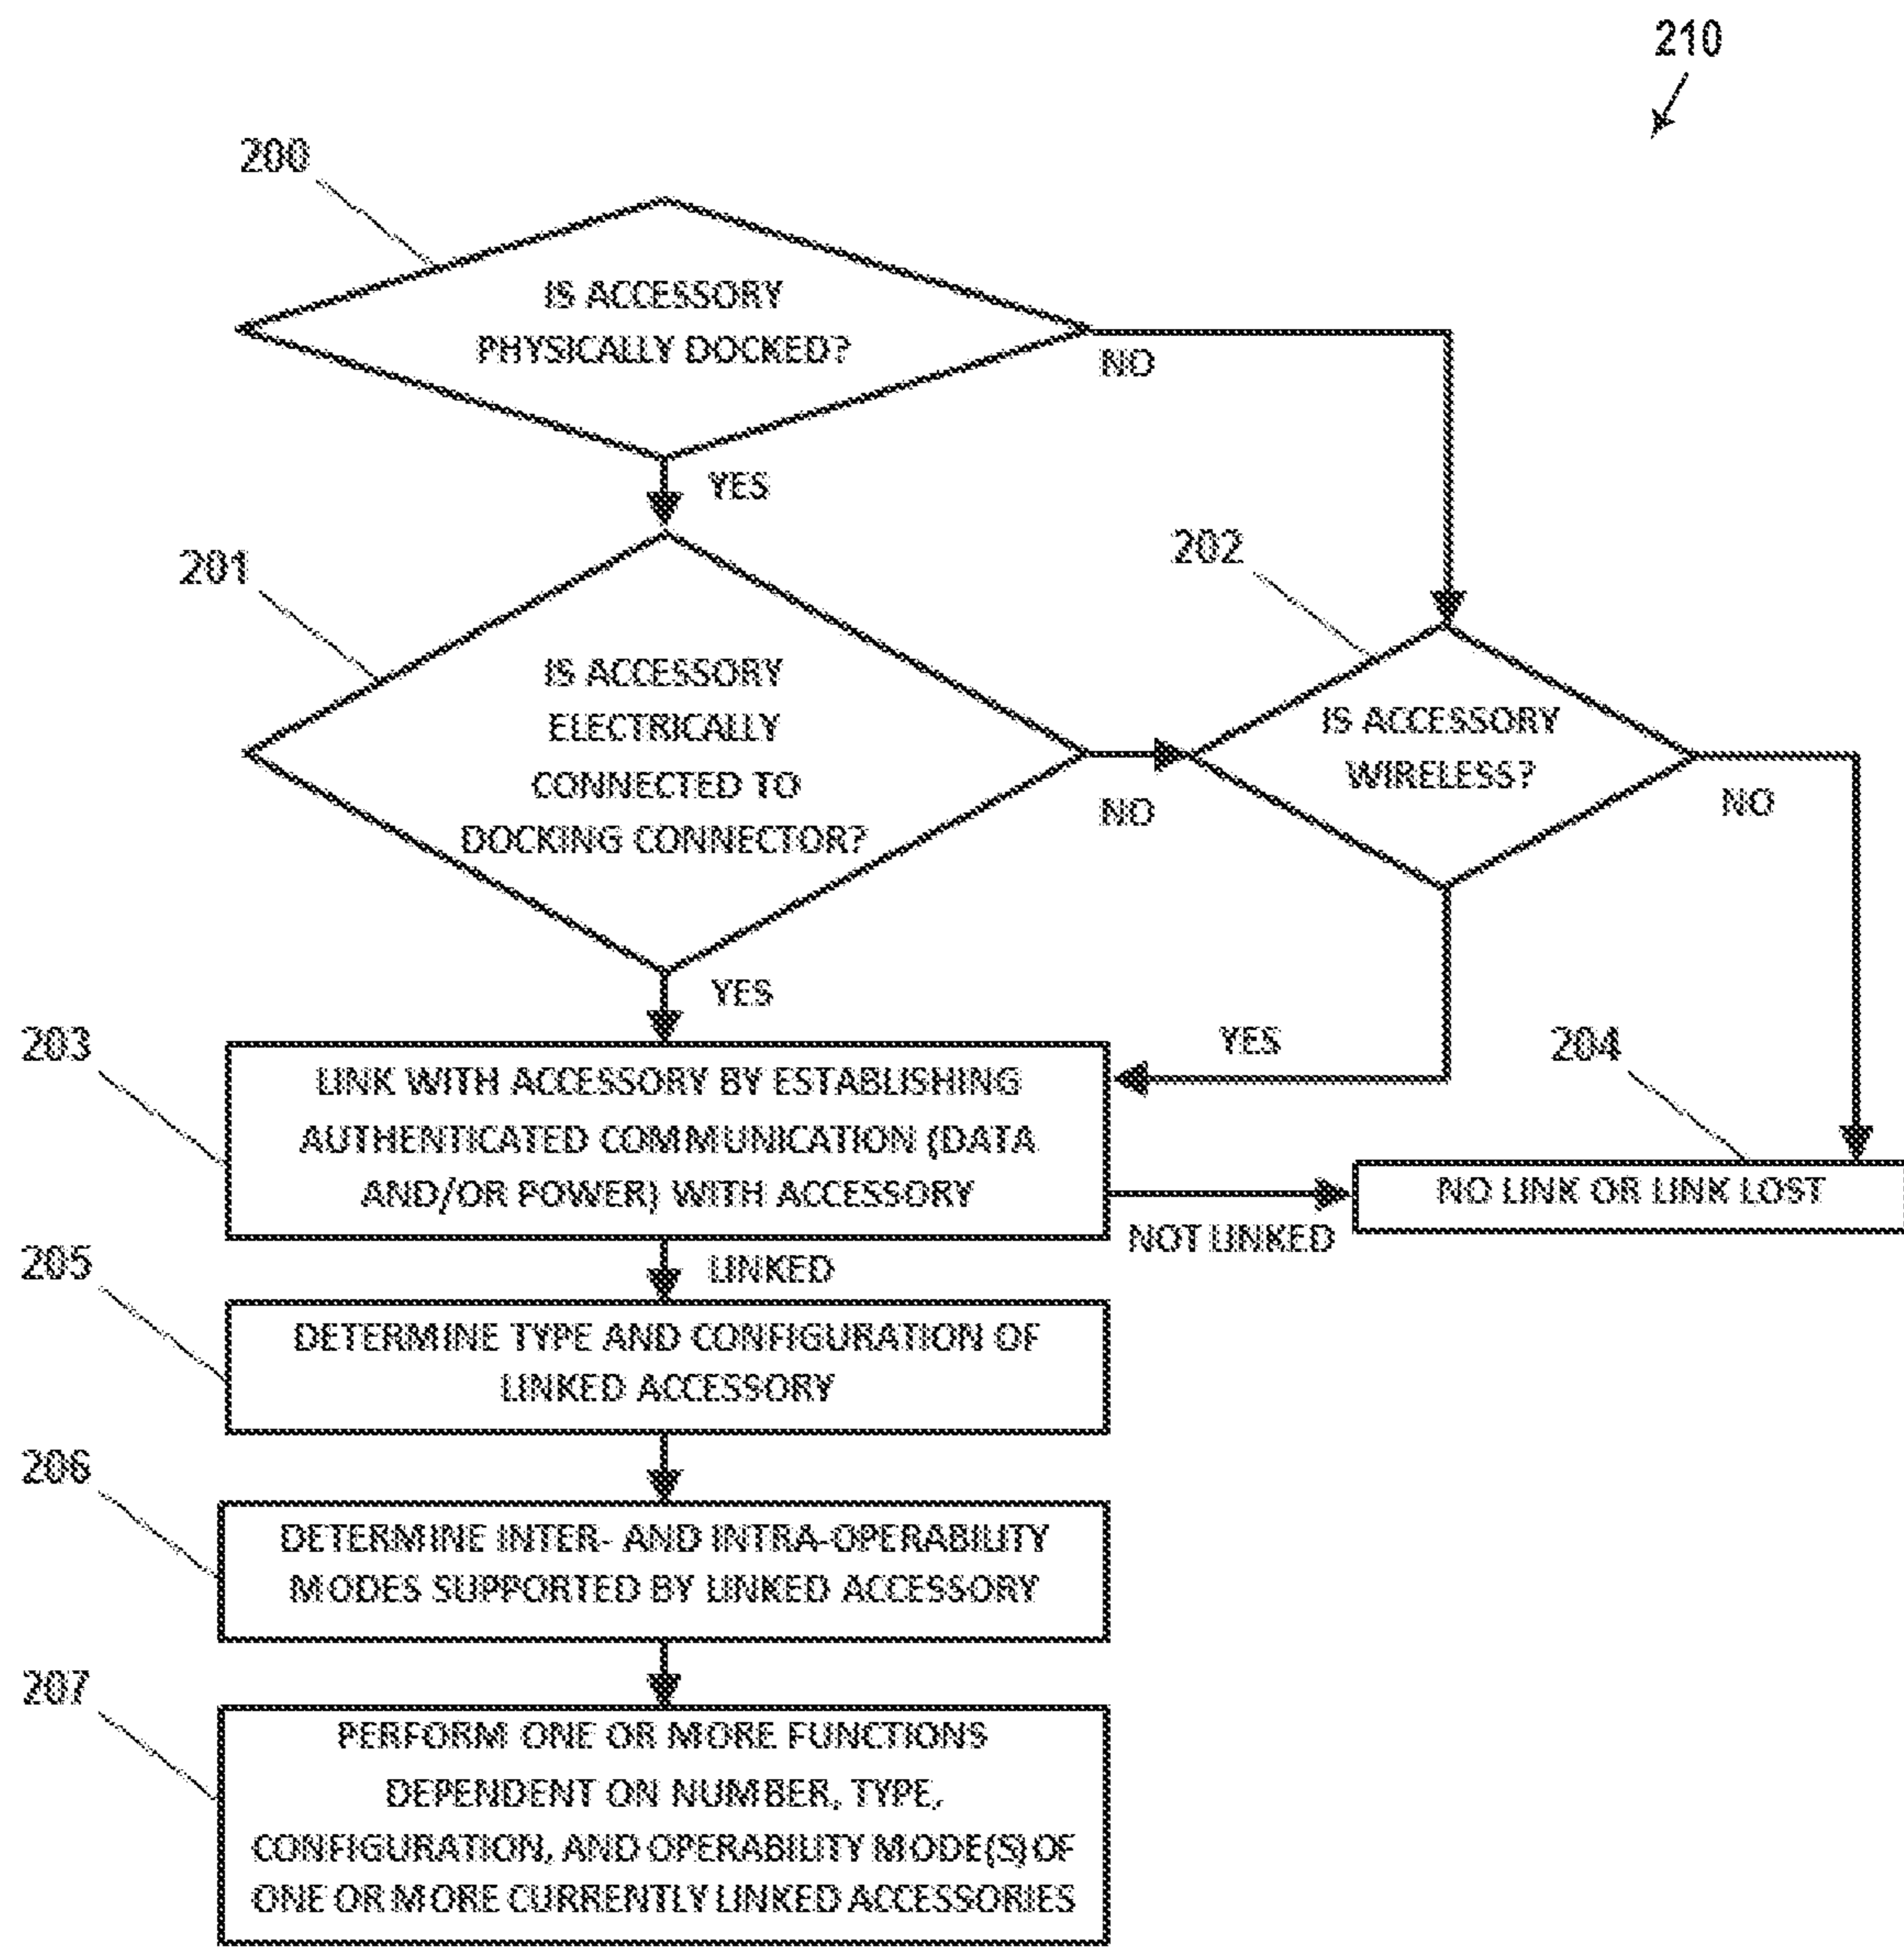 210
200
IS ACCESSORY
PHYSICALLY DOCKED?
NO
YES
201
202
IS ACCESSORY
ELECTRICALLY
CONNECTED TO
DOCKING CONNECTOR?
IS ACCESSORY
WIRELESS?
NO
NO
YES
YES
203
204
LINK WITH ACCESSORY BY ESTABLISHING
AUTHENTICATED COMMUNICATION (DATA
AND/OR POWER) WITH ACCESSORY
NO LINK OR LINK LOST
NOT LINKED
LINKED
205
DETERMINE TYPE AND CONFIGURATION OF
LINKED ACCESSORY
206
DETERMINE INTER- AND INTRA-OPERABILITY
MODES SUPPORTED BY LINKED ACCESSORY
207
PERFORM ONE OR MORE FUNCTIONS
DEPENDENT ON NUMBER, TYPE,
CONFIGURATION, AND OPERABILITY MODE(S) OF
ONE OR MORE CURRENTLY LINKED ACCESSORIES